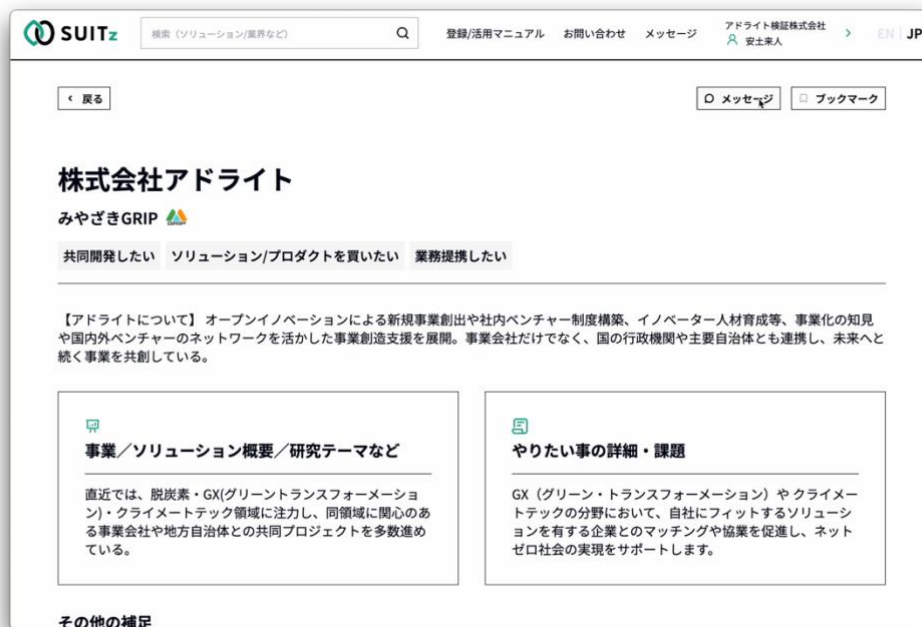 SUITz
検索（ソリューション/業界など）
登録/活用マニュアル
お問い合わせ
メッセージ
アドライト検証株式会社
安土来人
EN | JP
戻る
メッセージ
ブックマーク
株式会社アドライト
みやざきGRIP
共同開発したい ソリューション/プロダクトを買いたい 業務提携したい
【アドライトについて】 オープンイノベーションによる新規事業創出や社内ベンチャー制度構築、イノベーター人材育成等、事業化の知見
や国内外ベンチャーのネットワークを活かした事業創造支援を展開。事業会社だけでなく、国の行政機関や主要自治体とも連携し、未来へと
続く事業を共創している。
事業／ソリューション概要／研究テーマなど
直近では、脱炭素・GX(グリーントランスフォーメーショ
ン)・クライメートテック領域に注力し、同領域に関心のあ
る事業会社や地方自治体との共同プロジェクトを多数進め
ている。
やりたい事の詳細・課題
GX（グリーン・トランスフォーメーション）や クライメー
トテックの分野において、自社にフィットするソリューシ
ョンを有する企業とのマッチングや協業を促進し、ネット
ゼロ社会の実現をサポートします。
その他の補足